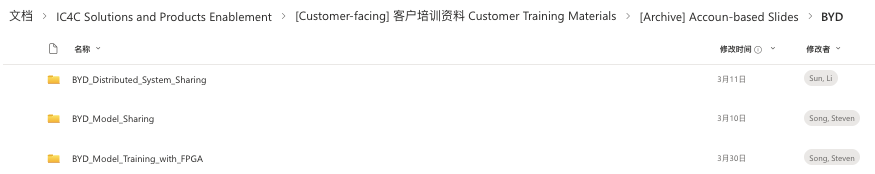 文档 > IC4C Solutions and Products Enablement > [Customer-facing] 客户培训资料 Customer Training Materials > [Archive] Accoun-based Slides > BYD
名称 修改时间 修改者
BYD_Distributed_System_Sharing 3月11日 Sun, Li
BYD_Model_Sharing 3月10日 Song, Steven
BYD_Model_Training_with_FPGA 3月30日 Song, Steven